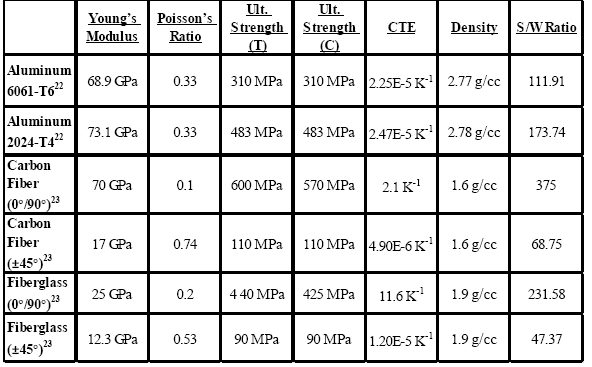 Young's Modulus Poisson's Ratio Ult. Strength (T) Ult. Strength (C) CTE Density S/W Ratio
Aluminum 6061-T6²² 68.9 GPa 0.33 310 MPa 310 MPa 2.25E-5 K⁻¹ 2.77 g/cc 111.91
Aluminum 2024-T4²² 73.1 GPa 0.33 483 MPa 483 MPa 2.47E-5 K⁻¹ 2.78 g/cc 173.74
Carbon Fiber (0°/90°)²³ 70 GPa 0.1 600 MPa 570 MPa 2.1 K⁻¹ 1.6 g/cc 375
Carbon Fiber (±45°)²³ 17 GPa 0.74 110 MPa 110 MPa 4.90E-6 K⁻¹ 1.6 g/cc 68.75
Fiberglass (0°/90°)²³ 25 GPa 0.2 440 MPa 425 MPa 11.6 K⁻¹ 1.9 g/cc 231.58
Fiberglass (±45°)²³ 12.3 GPa 0.53 90 MPa 90 MPa 1.20E-5 K⁻¹ 1.9 g/cc 47.37